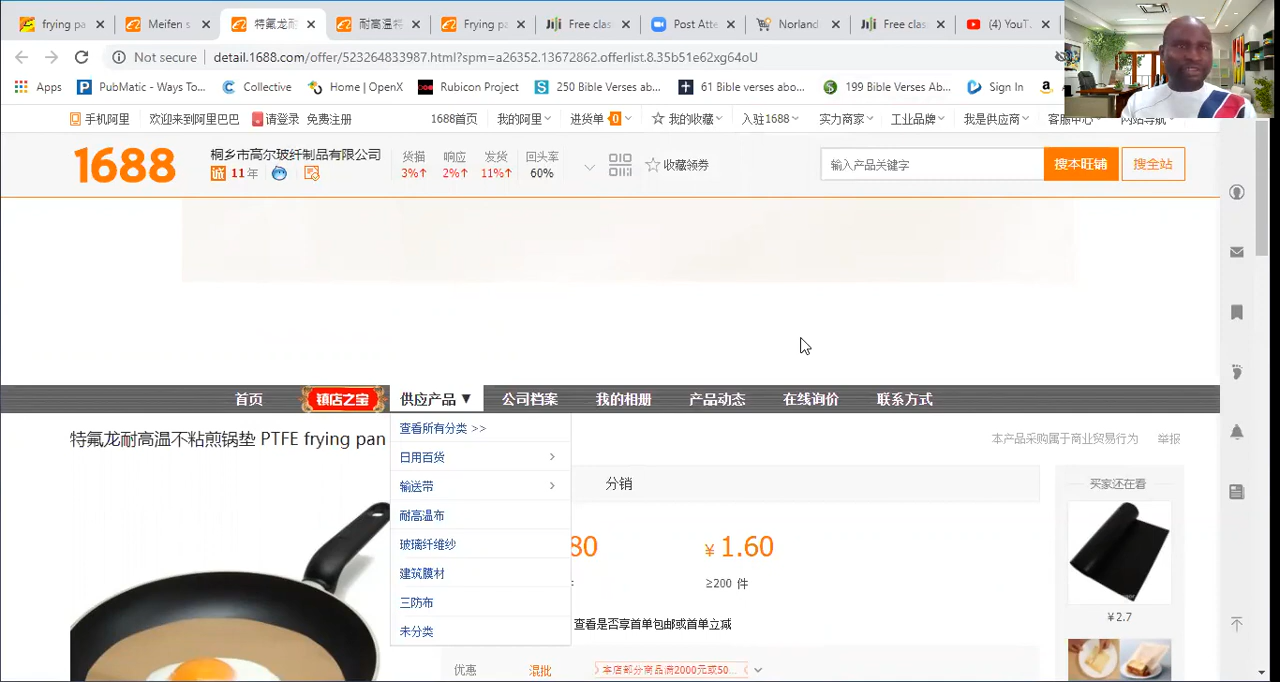 frying pa
Meifen s
特氟龙耐
耐高温特
Frying pa
Jiji Free clas
Post Atte
Norland
Jiji Free clas
(4) YouT
Not secure
detail.1688.com/offer/523264833987.html?spm=a26352.13672862.offerlist.8.35b51e62xg64oU
Apps
PubMatic - Ways To...
Collective
Home | OpenX
Rubicon Project
250 Bible Verses ab...
61 Bible verses abo...
199 Bible Verses Ab...
Sign In
手机阿里
欢迎来到阿里巴巴
请登录
免费注册
1688首页
我的阿里
进货单 0
我的收藏
入驻1688
实力商家
工业品牌
我是供应商
客服中心
网站导航
1688
桐乡市高尔玻纤制品有限公司
诚 11年
货描 响应 发货 回头率
3%↑ 2%↑ 11%↑ 60%
收藏领券
输入产品关键字
搜本旺铺
搜全站
首页
镇店之宝
供应产品 ▼
公司档案
我的相册
产品动态
在线询价
联系方式
查看所有分类 >>
日用百货
输送带
耐高温布
玻璃纤维纱
建筑膜材
三防布
未分类
特氟龙耐高温不粘煎锅垫 PTFE frying pan
本产品采购属于商业贸易行为
举报
分销
买家还在看
80
¥ 1.60
≥200 件
¥2.7
查看是否享首单包邮或首单立减
优惠
混批
本店部分商品满2000元或50...